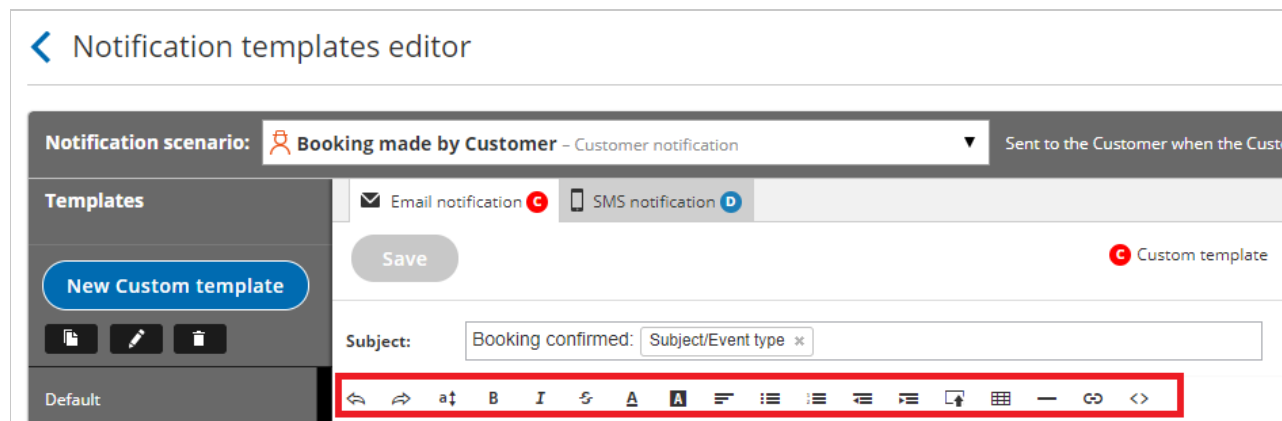 Notification templates editor
Notification scenario: Booking made by Customer – Customer notification Sent to the Customer when the
Templates Email notification C SMS notification D
Save C Custom template
New Custom template
Subject: Booking confirmed: Subject/Event type ×
Default a B I S A A